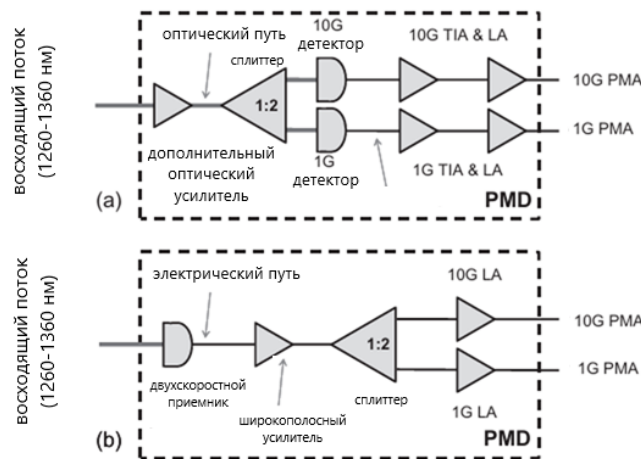 восходящий поток
(1260-1360 нм)
оптический путь
сплиттер
10G
детектор
10G TIA & LA
10G PMA
1:2
1G PMA
дополнительный
оптический
усилитель
1G
детектор
1G TIA & LA
(a)
PMD
восходящий поток
(1260-1360 нм)
электрический путь
10G LA
10G PMA
1:2
1G PMA
двухскоростной
приемник
широкополосный
усилитель
сплиттер
1G LA
(b)
PMD